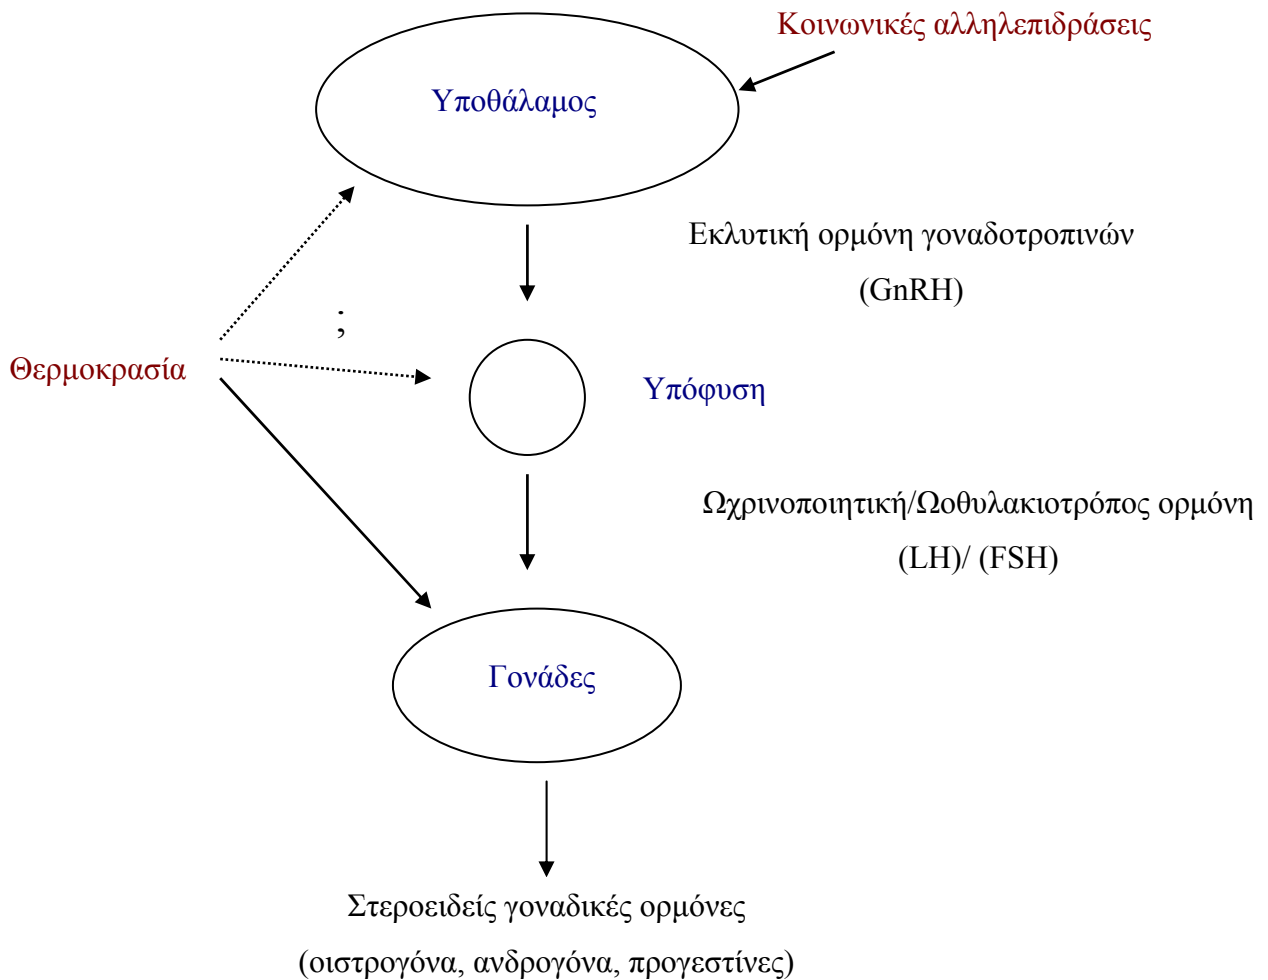 Κοινωνικές αλληλεπιδράσεις
Υποθάλαμος
Εκλυτική ορμόνη γοναδοτροπινών
(GnRH)
;
Θερμοκρασία
Υπόφυση
Ωχρινοποιητική/Ωοθυλακιοτρόπος ορμόνη
(LH)/ (FSH)
Γονάδες
Στεροειδείς γοναδικές ορμόνες
(οιστρογόνα, ανδρογόνα, προγεστίνες)